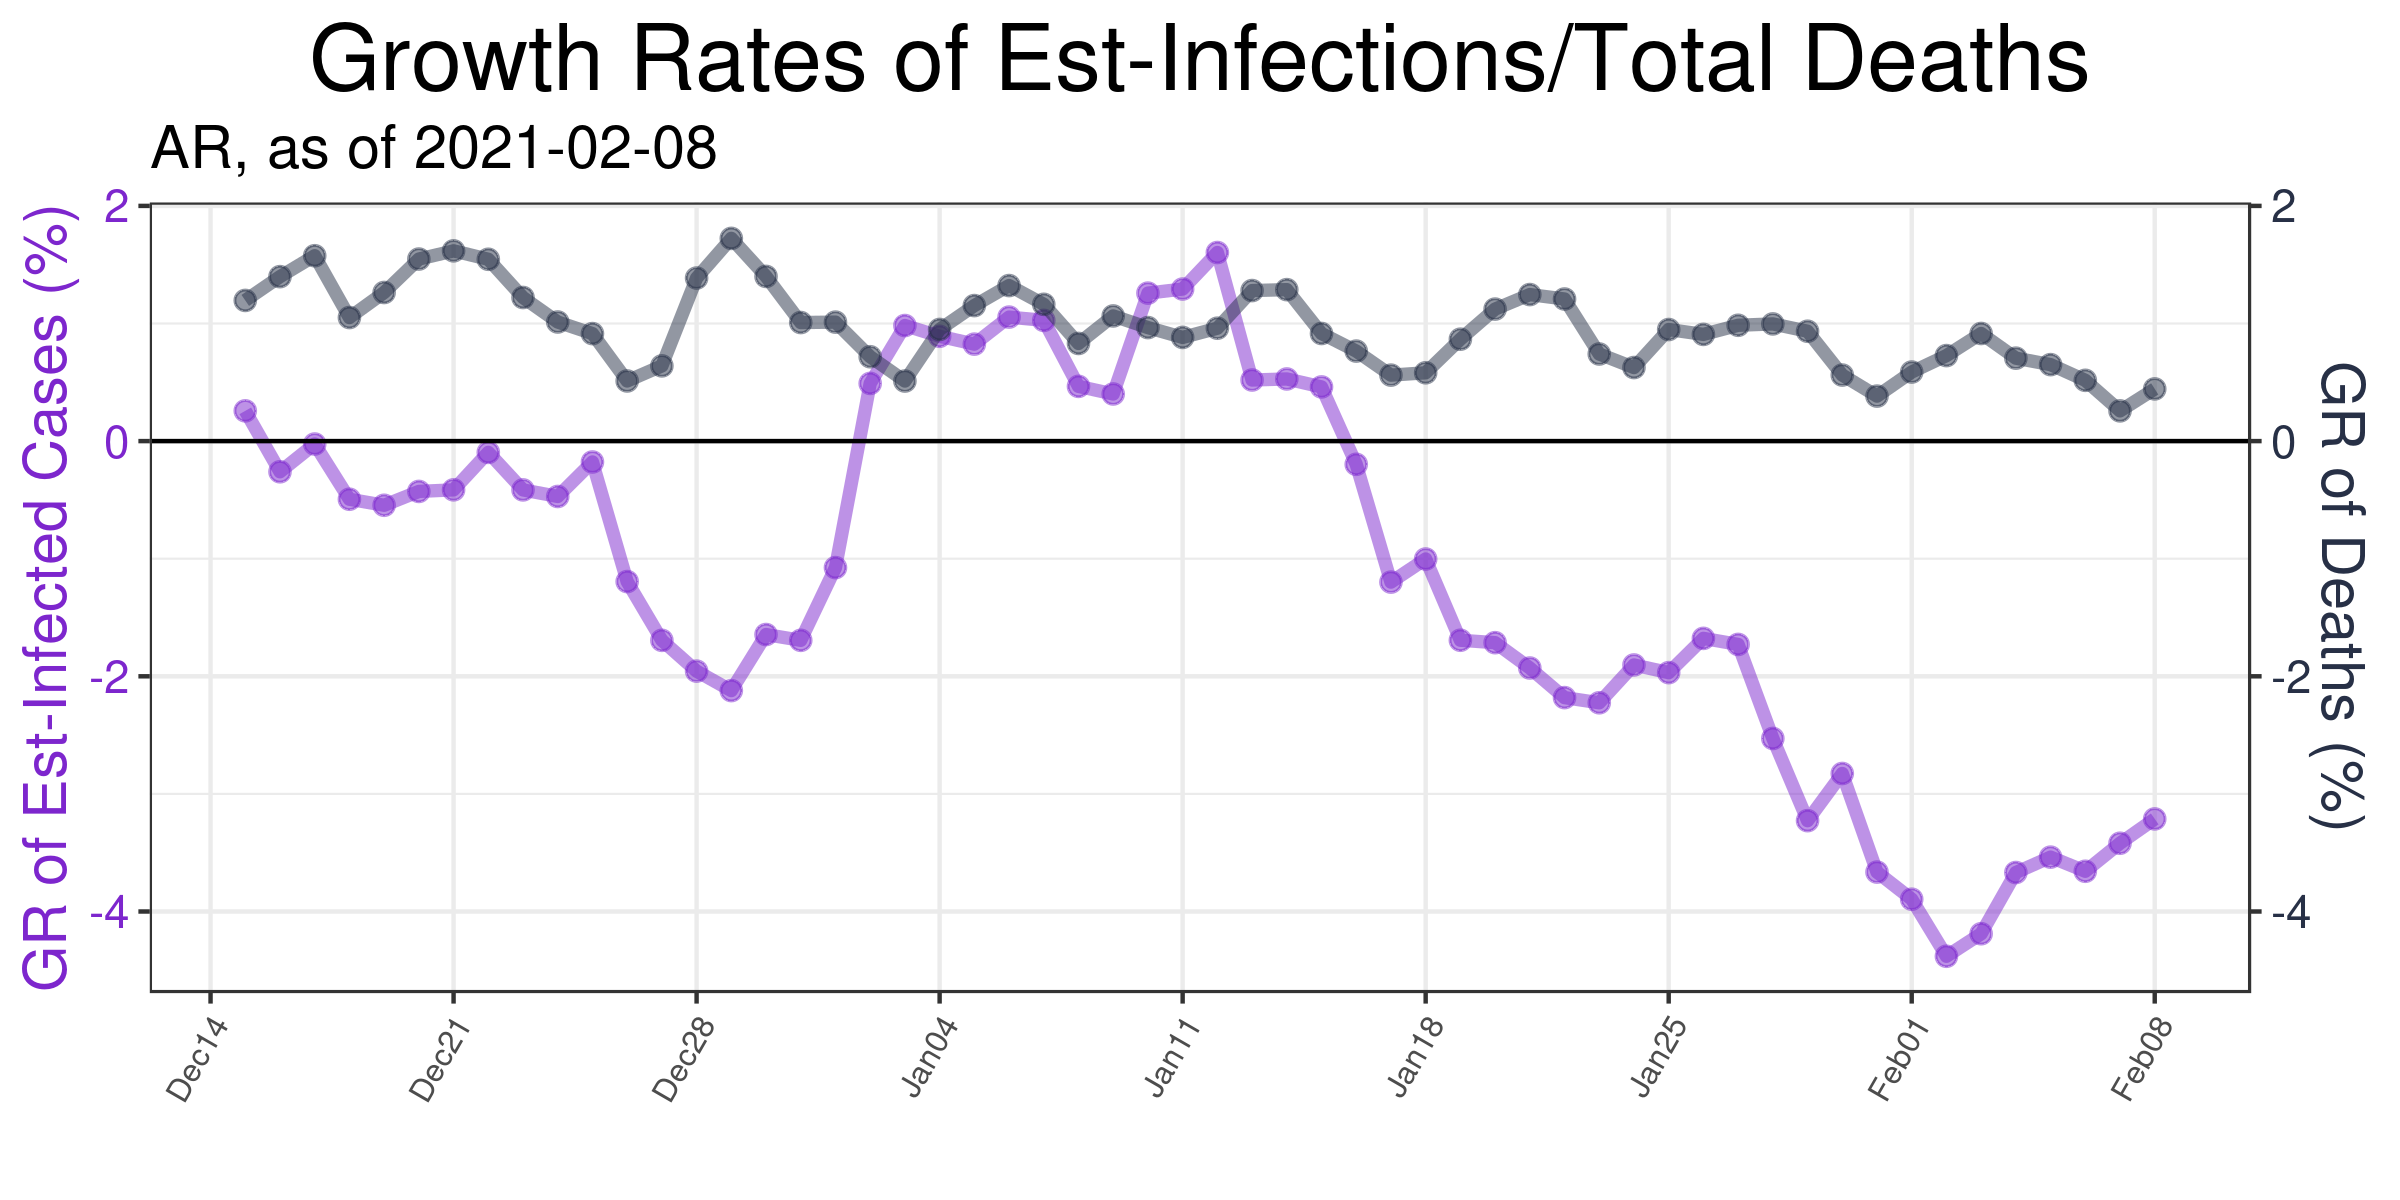 Growth Rates of Est-Infections/Total Deaths
AR, as of 2021-02-08
GR of Est-Infected Cases (%)
2
0
-2
-4
2
0
-2
-4
GR of Deaths (%)
Dec14
Dec21
Dec28
Jan04
Jan11
Jan18
Jan25
Feb01
Feb08